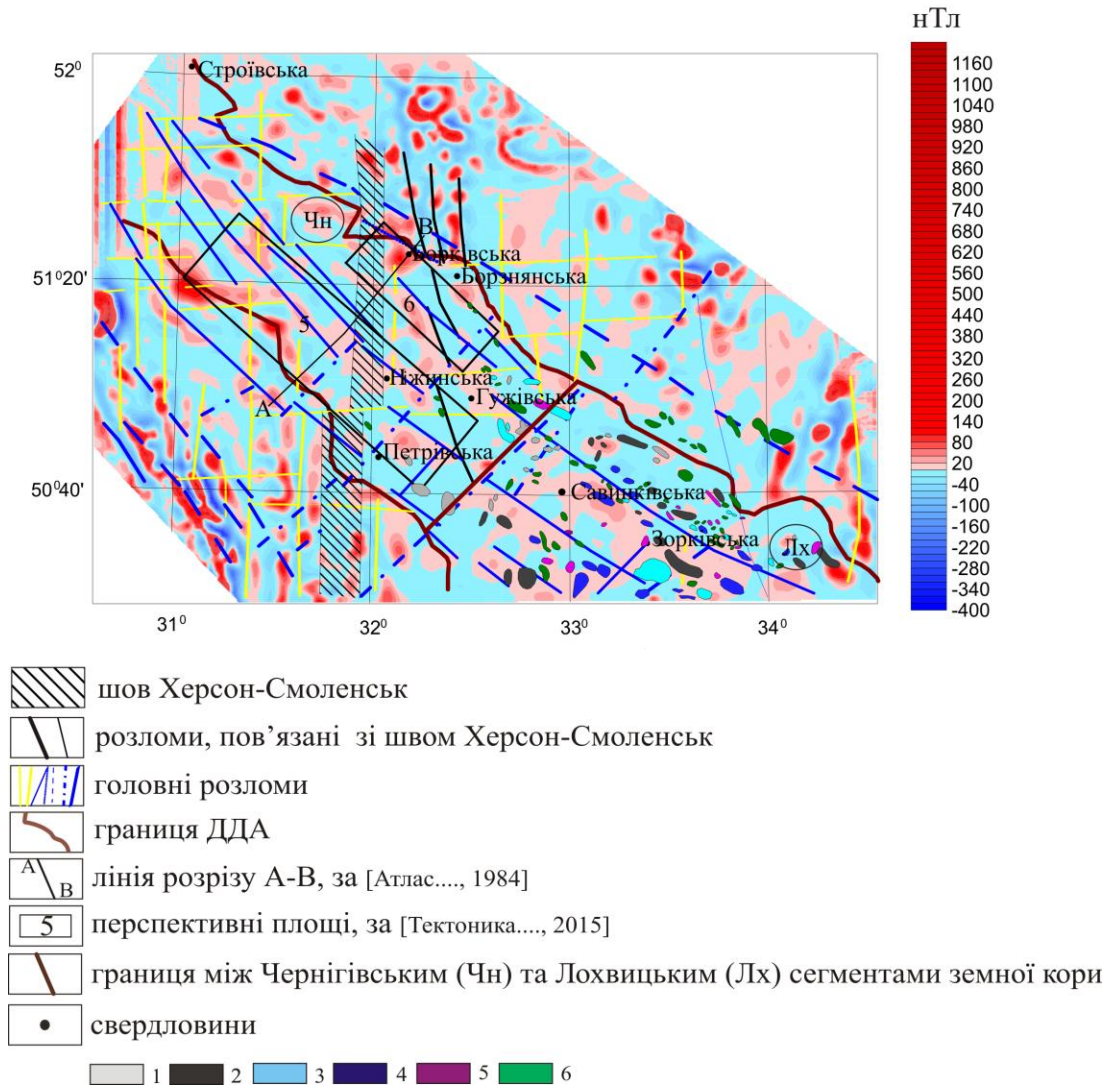 нТл
52⁰
51⁰20'
50⁰40'
31⁰
32⁰
33⁰
34⁰
Строївська
Чн
В
Борківська
Борзнянська
6
5
Ніжинська
А
Гужівська
Петрівська
Савинківська
Зорківська
Лх
1160
1100
1040
980
920
860
800
740
680
620
560
500
440
380
320
260
200
140
80
20
-40
-100
-160
-220
-280
-340
-400
шов Херсон-Смоленськ
розломи, пов’язані зі швом Херсон-Смоленськ
головні розломи
границя ДДА
А В
лінія розрізу А-В, за [Атлас...., 1984]
5
перспективні площі, за [Тектоника...., 2015]
границя між Чернігівським (Чн) та Лохвицьким (Лх) сегментами земної кори
свердловини
1 2 3 4 5 6